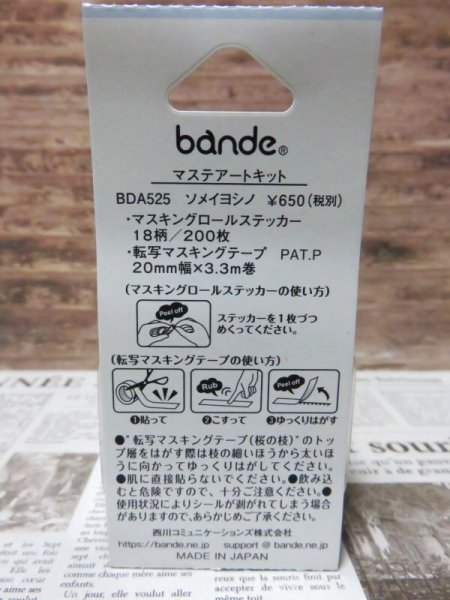 bande®
マステアートキット
BDA525 ソメイヨシノ ¥650(税別)
・マスキングロールステッカー
18柄/200枚
・転写マスキングテープ PAT.P
20mm幅×3.3m巻
(マスキングロールステッカーの使い方)
Peel off
ステッカーを1枚づつ
めくってください。
(転写マスキングテープの使い方)
Rub
Peel off
❶貼って
❷こすって
❸ゆっくりはがす
●"転写マスキングテープ(桜の枝)"のトッ
プ層をはがす際は枝の細いほうから太いほ
うに向かってゆっくりはがしてください。
●肌に直接貼らないでください。●飲み込
むと危険ですので、十分ご注意ください。●
使用状況によりシールが剥がれてしまう場合
がありますので、あらかじめご了承ください。
西川コミュニケーションズ株式会社
https://bande.ne.jp support@bande.ne.jp
MADE IN JAPAN